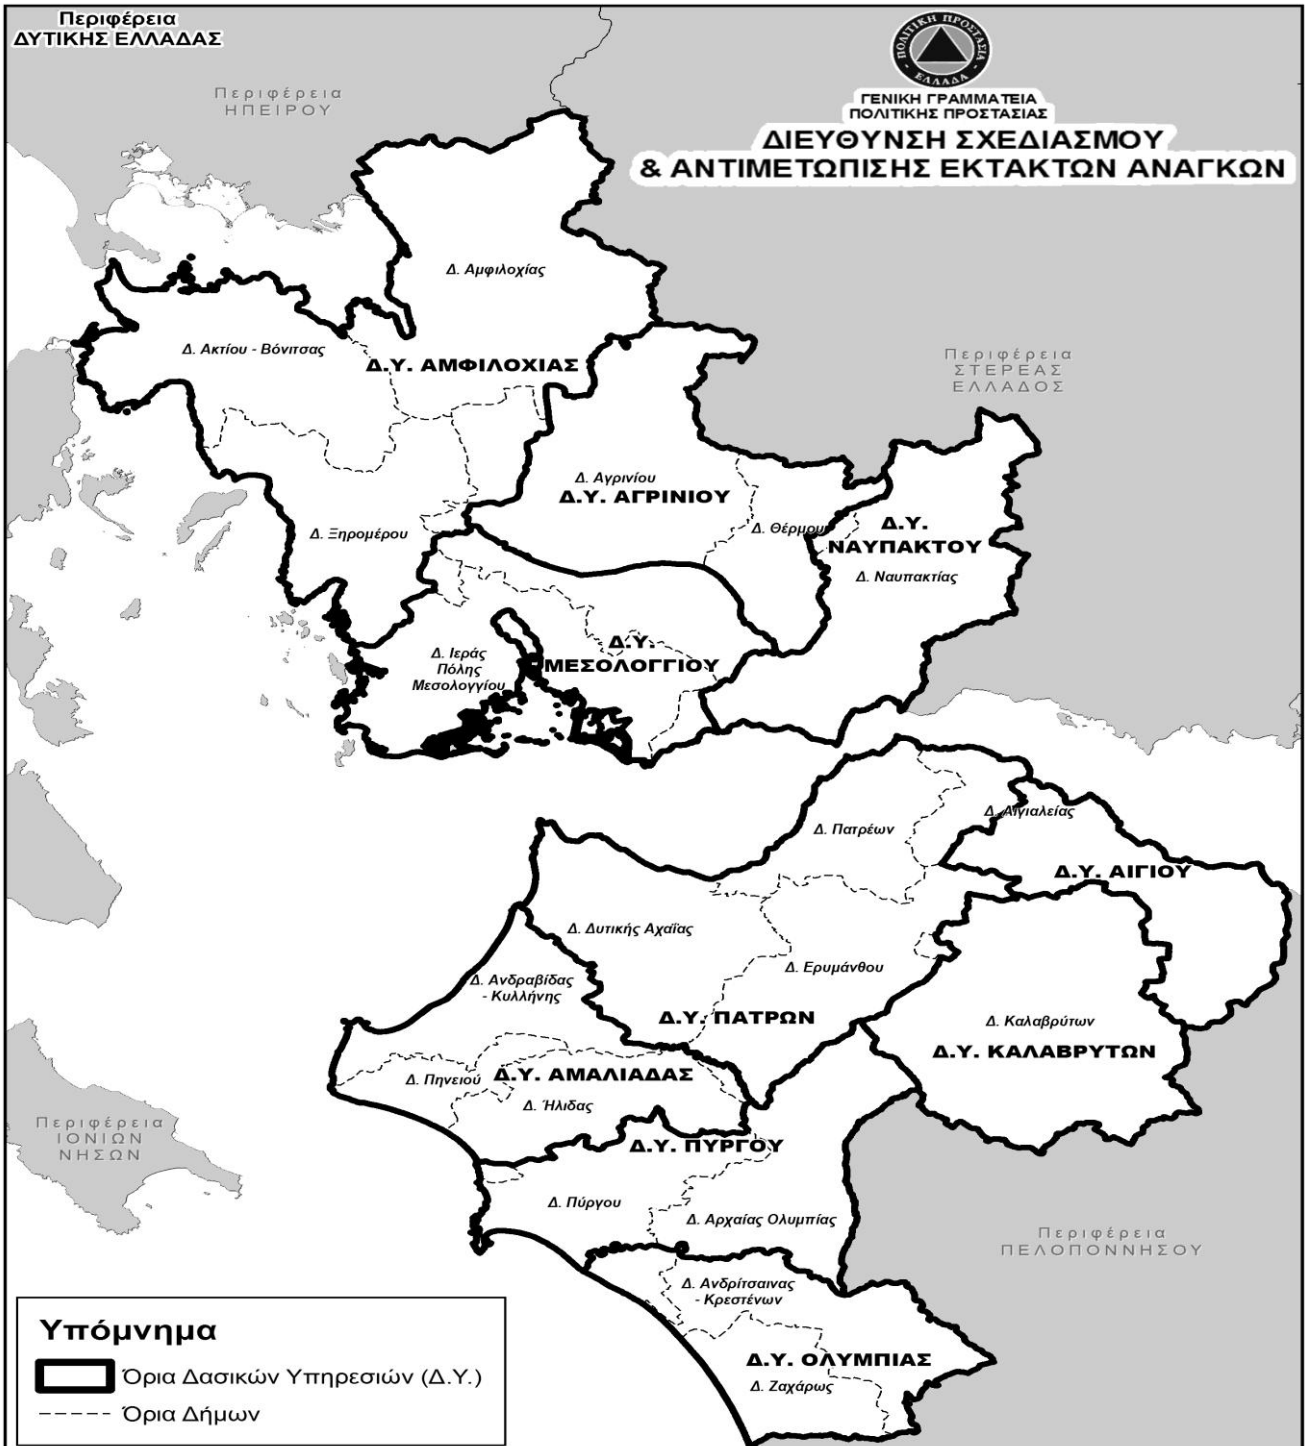 Περιφέρεια
ΔΥΤΙΚΗΣ ΕΛΛΑΔΑΣ
ΠΟΛΙΤΙΚΗ ΠΡΟΣΤΑΣΙΑ
- ΕΛΛΑΔΑ -
ΓΕΝΙΚΗ ΓΡΑΜΜΑΤΕΙΑ
ΠΟΛΙΤΙΚΗΣ ΠΡΟΣΤΑΣΙΑΣ
ΔΙΕΥΘΥΝΣΗ ΣΧΕΔΙΑΣΜΟΥ
& ΑΝΤΙΜΕΤΩΠΙΣΗΣ ΕΚΤΑΚΤΩΝ ΑΝΑΓΚΩΝ
Περιφέρεια
ΗΠΕΙΡΟΥ
Δ. Αμφιλοχίας
Δ. Ακτίου - Βόνιτσας
Δ.Υ. ΑΜΦΙΛΟΧΙΑΣ
Περιφέρεια
ΣΤΕΡΕΑΣ
ΕΛΛΑΔΟΣ
Δ. Αγρινίου
Δ.Υ. ΑΓΡΙΝΙΟΥ
Δ. Ξηρομέρου
Δ. Θέρμου
Δ.Υ.
ΝΑΥΠΑΚΤΟΥ
Δ. Ναυπακτίας
Δ.Υ.
ΜΕΣΟΛΟΓΓΙΟΥ
Δ. Ιεράς
Πόλης
Μεσολογγίου
Δ. Πατρέων
Δ. Αιγιαλείας
Δ.Υ. ΑΙΓΙΟΥ
Δ. Δυτικής Αχαΐας
Δ. Ερυμάνθου
Δ. Ανδραβίδας
- Κυλλήνης
Δ.Υ. ΠΑΤΡΩΝ
Δ. Καλαβρύτων
Δ.Υ. ΚΑΛΑΒΡΥΤΩΝ
Δ. Πηνειού
Δ.Υ. ΑΜΑΛΙΑΔΑΣ
Δ. Ήλιδας
Περιφέρεια
ΙΟΝΙΩΝ
ΝΗΣΩΝ
Δ.Υ. ΠΥΡΓΟΥ
Δ. Πύργου
Δ. Αρχαίας Ολυμπίας
Περιφέρεια
ΠΕΛΟΠΟΝΝΗΣΟΥ
Δ. Ανδρίτσαινας
- Κρεστένων
Δ.Υ. ΟΛΥΜΠΙΑΣ
Δ. Ζαχάρως
Υπόμνημα
Όρια Δασικών Υπηρεσιών (Δ.Υ.)
Όρια Δήμων